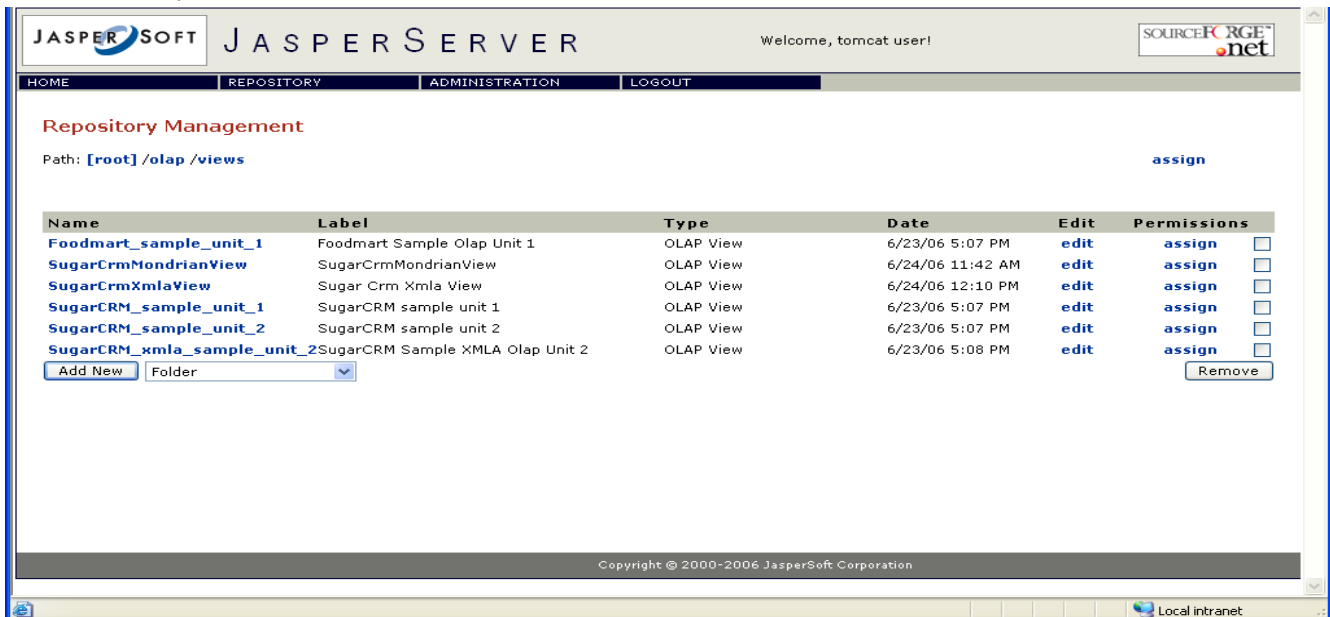 JASPERSOFT JASPERSERVER Welcome, tomcat user! SOURCEFORGE™ .net
HOME REPOSITORY ADMINISTRATION LOGOUT
Repository Management
Path: [root] /olap /views assign
Name Label Type Date Edit Permissions
Foodmart_sample_unit_1 Foodmart Sample Olap Unit 1 OLAP View 6/23/06 5:07 PM edit assign
SugarCrmMondrianView SugarCrmMondrianView OLAP View 6/24/06 11:42 AM edit assign
SugarCrmXmlaView Sugar Crm Xmla View OLAP View 6/24/06 12:10 PM edit assign
SugarCRM_sample_unit_1 SugarCRM sample unit 1 OLAP View 6/23/06 5:07 PM edit assign
SugarCRM_sample_unit_2 SugarCRM sample unit 2 OLAP View 6/23/06 5:07 PM edit assign
SugarCRM_xmla_sample_unit_2 SugarCRM Sample XMLA Olap Unit 2 OLAP View 6/23/06 5:08 PM edit assign
Add New Folder Remove
Copyright © 2000-2006 JasperSoft Corporation
Local intranet